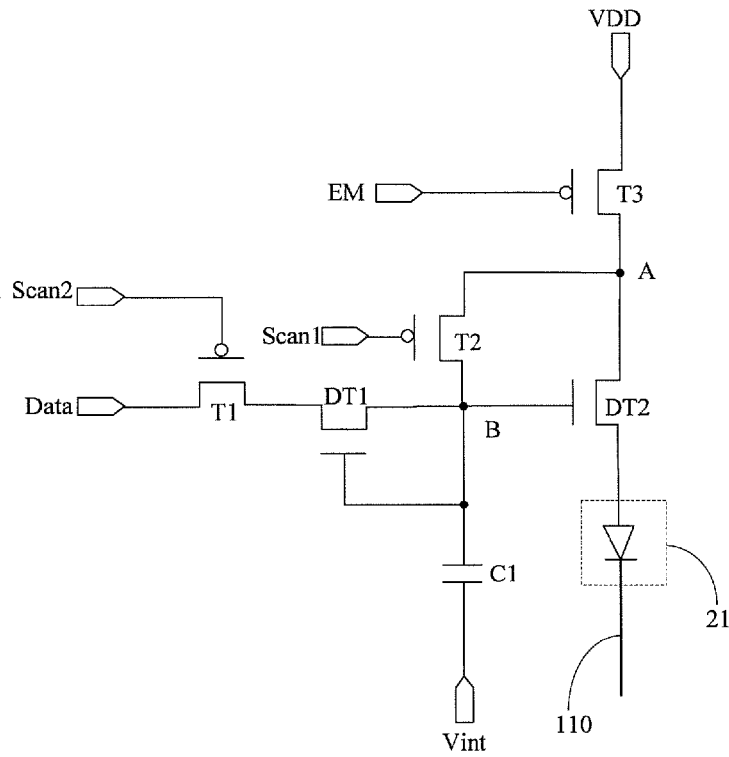 VDD
EM
T3
A
Scan2
Scan1
T2
Data
T1
DT1
B
DT2
C1
21
110
Vint